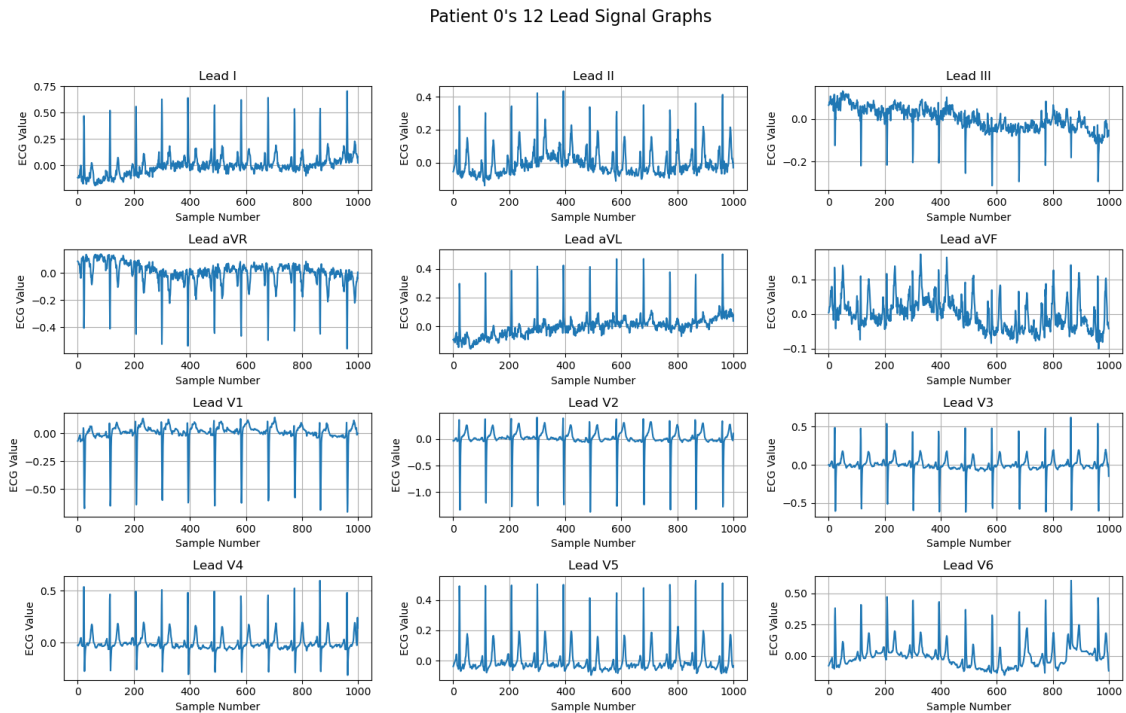 Patient 0's 12 Lead Signal Graphs
Lead I
ECG Value
0.75
0.50
0.25
0.00
0 200 400 600 800 1000
Sample Number
Lead II
ECG Value
0.4
0.2
0.0
0 200 400 600 800 1000
Sample Number
Lead III
ECG Value
0.0
−0.2
0 200 400 600 800 1000
Sample Number
Lead aVR
ECG Value
0.0
−0.2
−0.4
0 200 400 600 800 1000
Sample Number
Lead aVL
ECG Value
0.4
0.2
0.0
0 200 400 600 800 1000
Sample Number
Lead aVF
ECG Value
0.1
0.0
−0.1
0 200 400 600 800 1000
Sample Number
Lead V1
ECG Value
0.00
−0.25
−0.50
0 200 400 600 800 1000
Sample Number
Lead V2
ECG Value
0.0
−0.5
−1.0
0 200 400 600 800 1000
Sample Number
Lead V3
ECG Value
0.5
0.0
−0.5
0 200 400 600 800 1000
Sample Number
Lead V4
ECG Value
0.5
0.0
0 200 400 600 800 1000
Sample Number
Lead V5
ECG Value
0.4
0.2
0.0
0 200 400 600 800 1000
Sample Number
Lead V6
ECG Value
0.50
0.25
0.00
0 200 400 600 800 1000
Sample Number